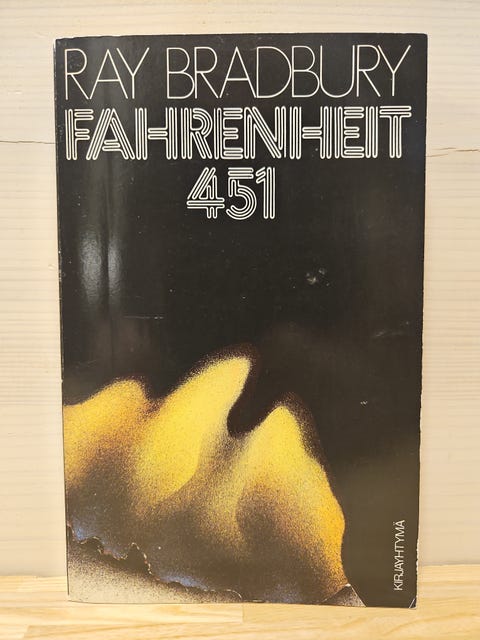 RAY BRADBURY
FAHRENHEIT
451
KIRJAYHTYMÄ